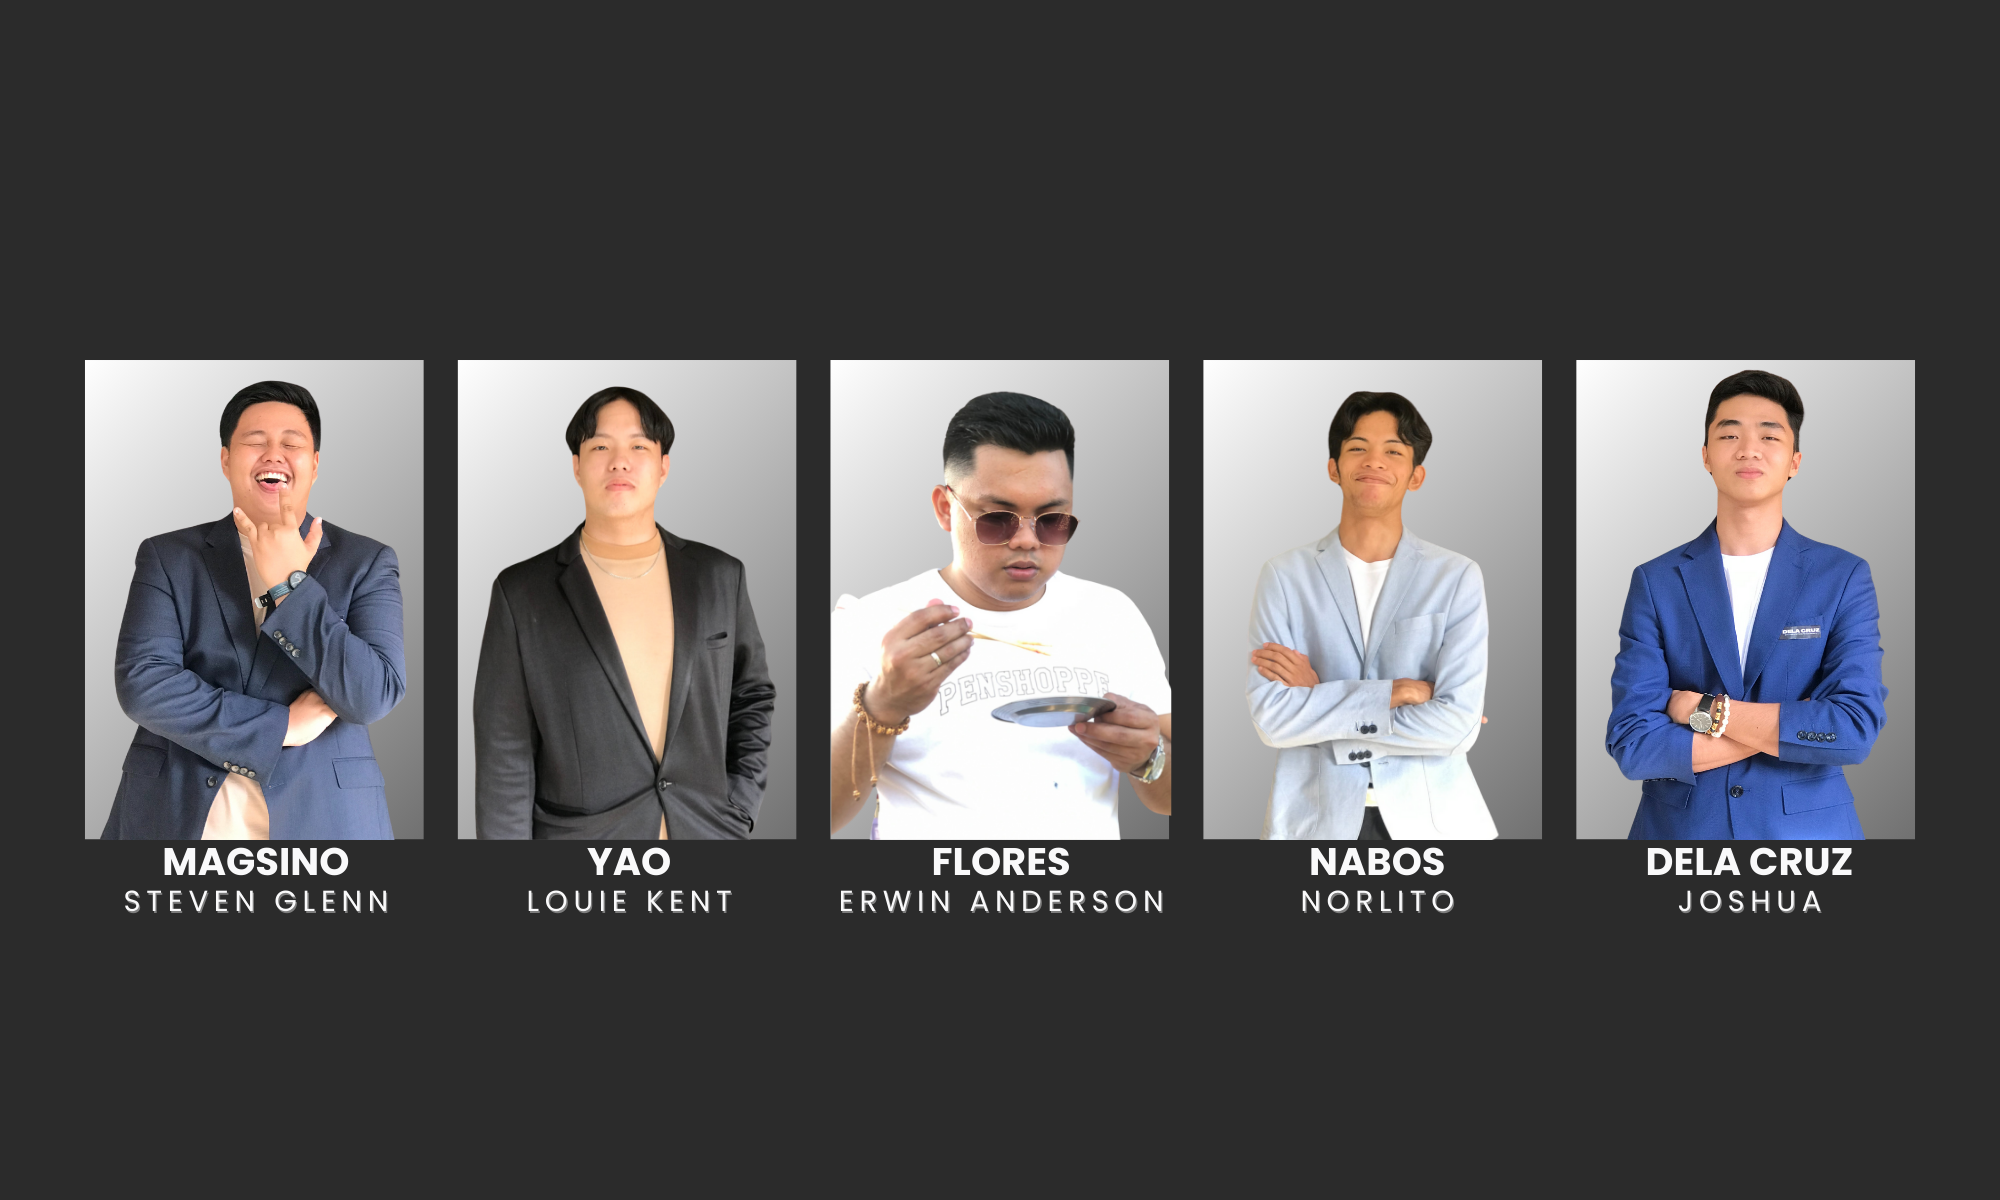 PENSHOPPE
DELA CRUZ
MAGSINO
STEVEN GLENN
YAO
LOUIE KENT
FLORES
ERWIN ANDERSON
NABOS
NORLITO
DELA CRUZ
JOSHUA